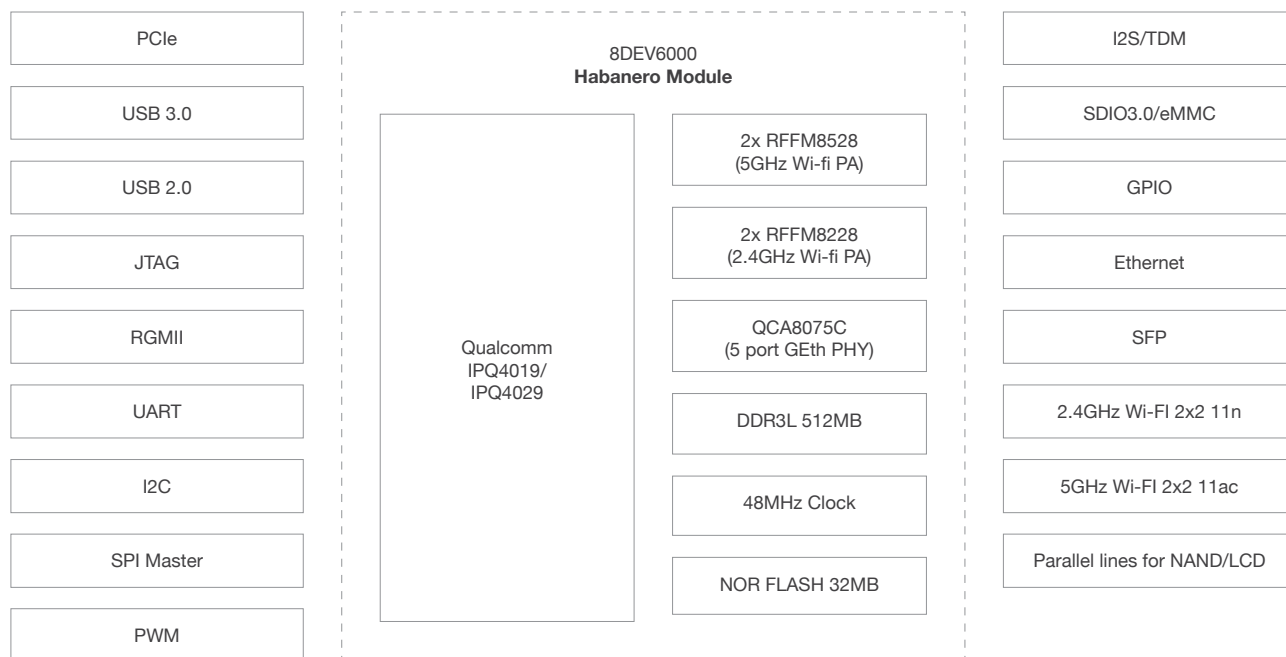 PCIe
USB 3.0
USB 2.0
JTAG
RGMII
UART
I2C
SPI Master
PWM
8DEV6000
Habanero Module
Qualcomm
IPQ4019/
IPQ4029
2x RFFM8528
(5GHz Wi-fi PA)
2x RFFM8228
(2.4GHz Wi-fi PA)
QCA8075C
(5 port GEth PHY)
DDR3L 512MB
48MHz Clock
NOR FLASH 32MB
I2S/TDM
SDIO3.0/eMMC
GPIO
Ethernet
SFP
2.4GHz Wi-FI 2x2 11n
5GHz Wi-FI 2x2 11ac
Parallel lines for NAND/LCD